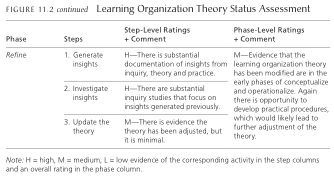 FIGURE 11.2 continued Learning Organization Theory Status Assessment
Step-Level Ratings Phase-Level Ratings
Phase Steps + Comment + Comment
Refine 1. Generate H—There is substantial M—Evidence that the
insights documentation of insights from learning organization theory
inquiry, theory and practice. have been modified are in
2. Investigate H—There are substantial the early phases of conceptualize
insights inquiry studies that focus on and operationalize. Again
insights generated previously. there is opportunity to
3. Update the M—There is evidence the develop practical procedures,
theory theory has been adjusted, but which would likely lead to
it is minimal. further adjustment of the
theory.
Note: H = high, M = medium, L = low evidence of the corresponding activity in the step columns
and an overall rating in the phase column.